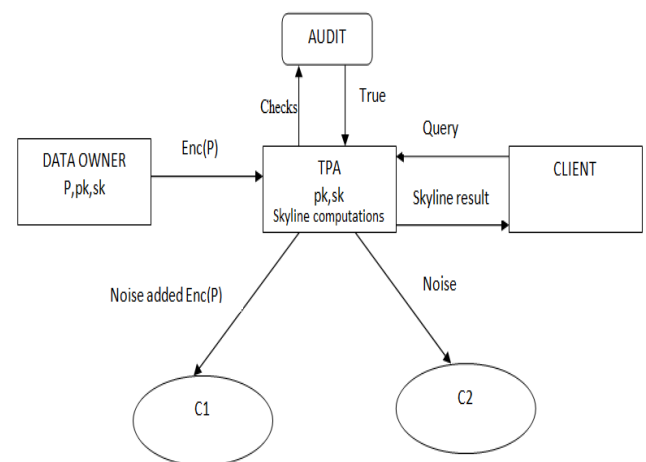 AUDIT
Checks
True
Enc(P)
Query
DATA OWNER
P,pk,sk
TPA
pk,sk
Skyline computations
CLIENT
Skyline result
Noise added Enc(P)
Noise
C1
C2